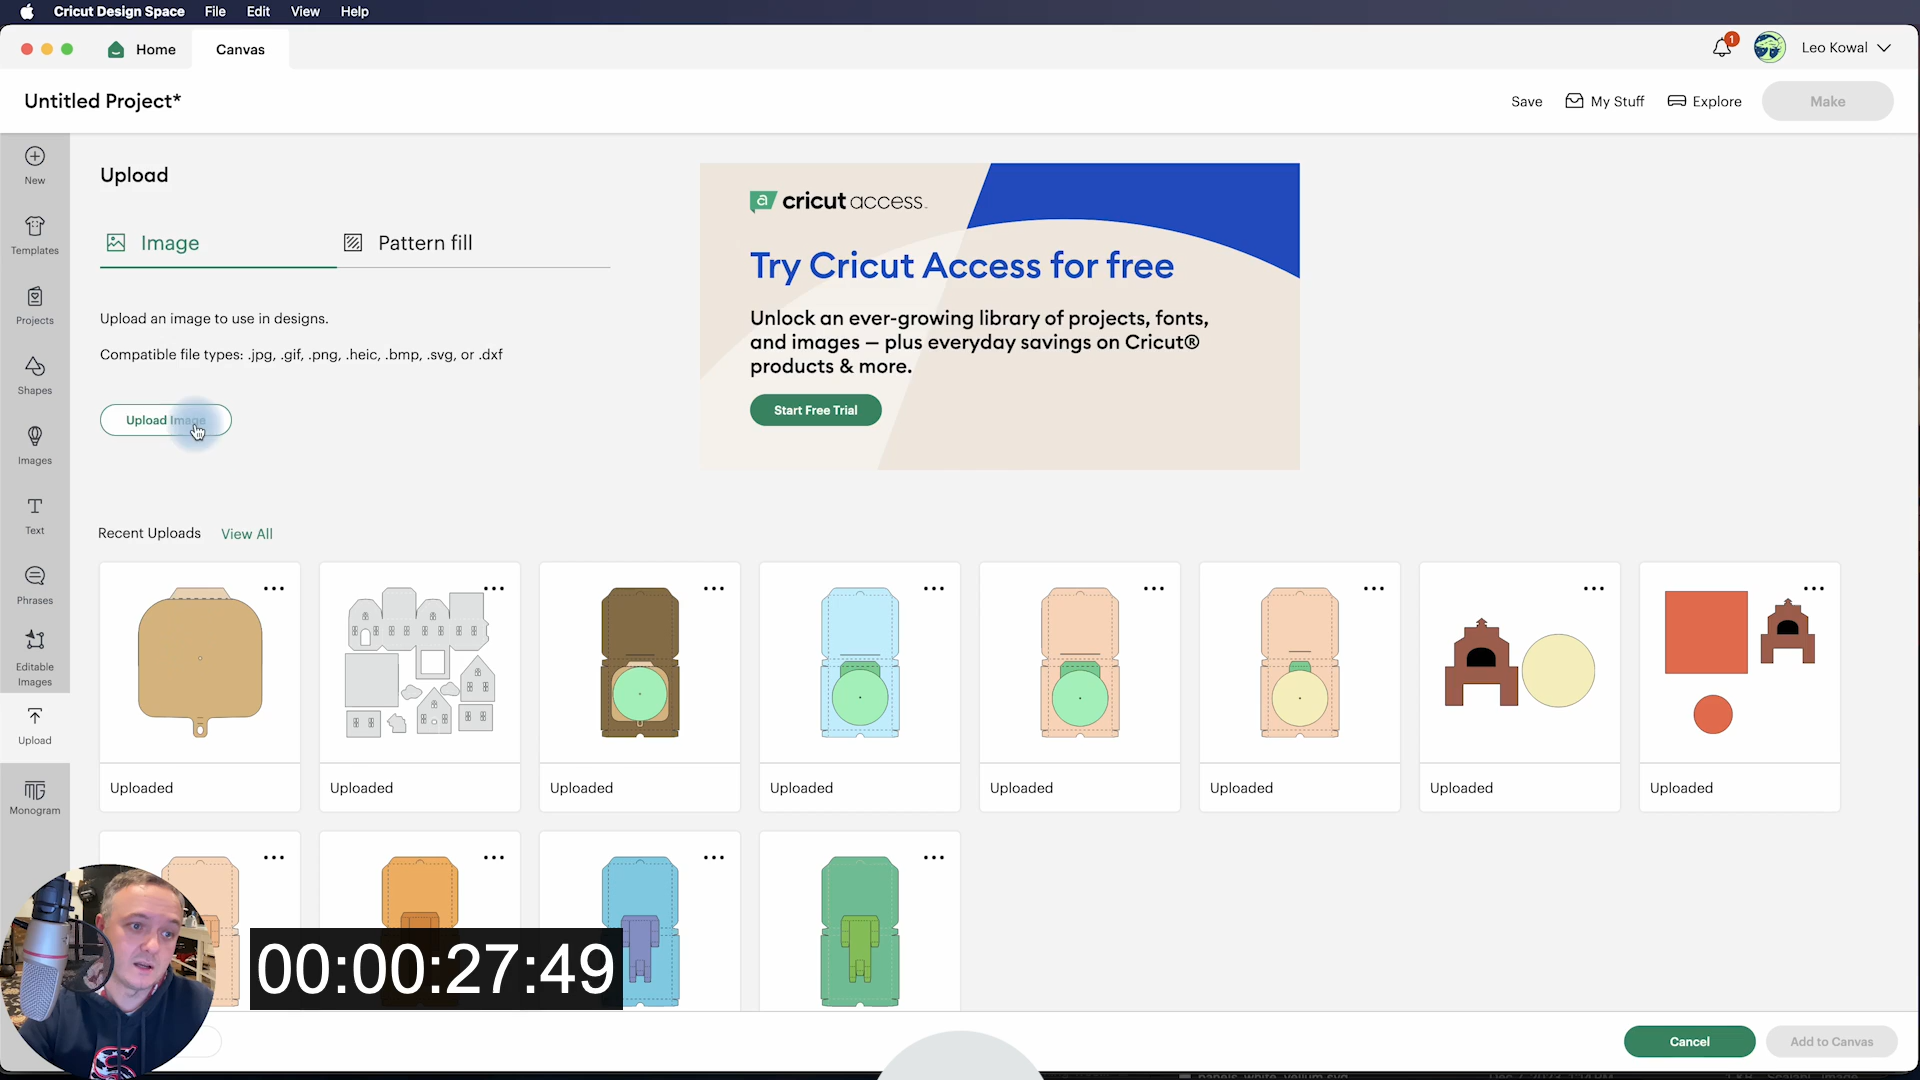 Cricut Design Space File Edit View Help
Home Canvas 1 Leo Kowal
Untitled Project* Save My Stuff Explore Make
New
Templates
Projects
Shapes
Images
Text
Phrases
Editable
Images
Upload
Monogram
Upload
Image Pattern fill
Upload an image to use in designs.
Compatible file types: .jpg, .gif, .png, .heic, .bmp, .svg, or .dxf
Upload Image
a cricut access™
Try Cricut Access for free
Unlock an ever-growing library of projects, fonts,
and images — plus everyday savings on Cricut®
products & more.
Start Free Trial
Recent Uploads View All
Uploaded Uploaded Uploaded Uploaded Uploaded Uploaded Uploaded Uploaded
00:00:27:49
Cancel Add to Canvas